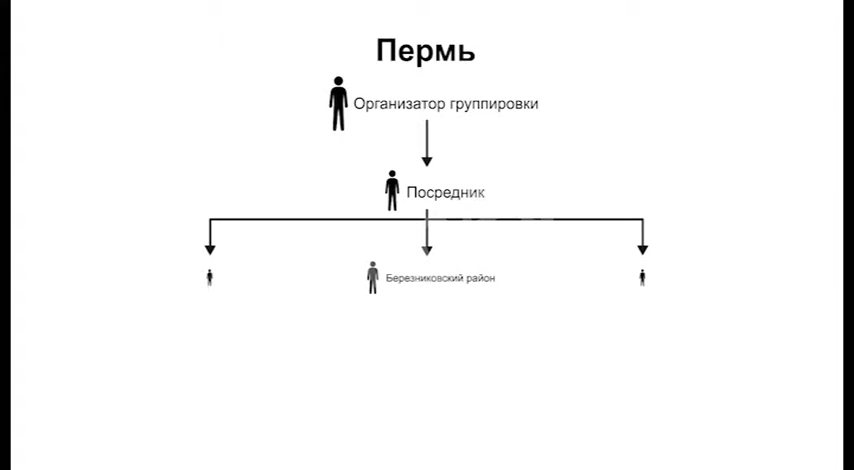 Пермь
Организатор группировки
Посредник
Березниковский район